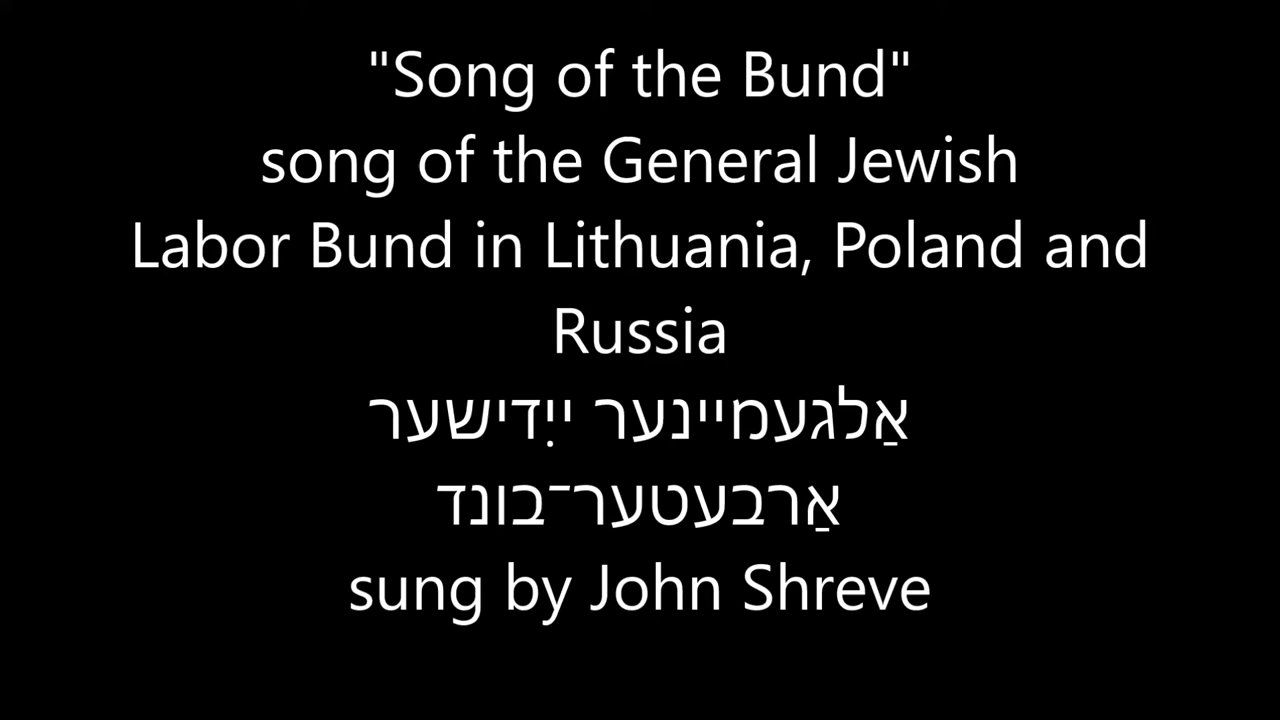 "Song of the Bund"
song of the General Jewish
Labor Bund in Lithuania, Poland and
Russia
אַלגעמיינער ייִדישער
אַרבעטער־בונד
sung by John Shreve